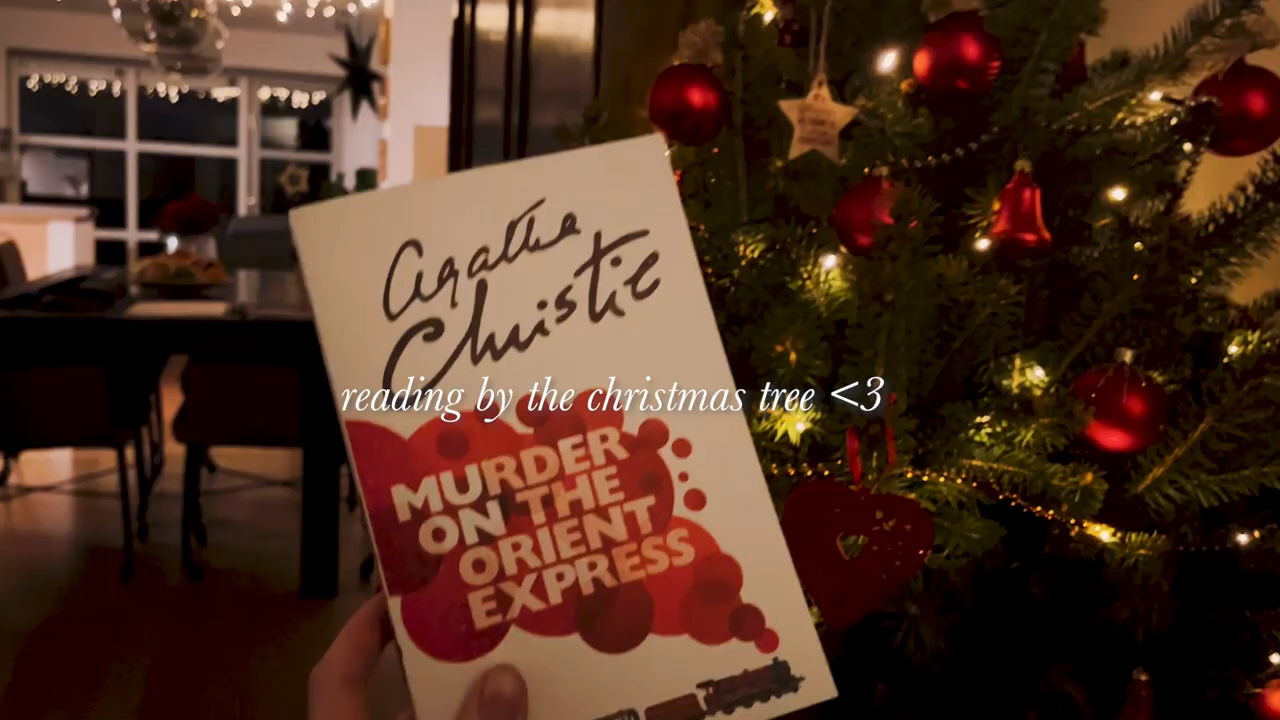 Agatha
Christie
reading by the christmas tree <3
MURDER
ON THE
ORIENT
EXPRESS